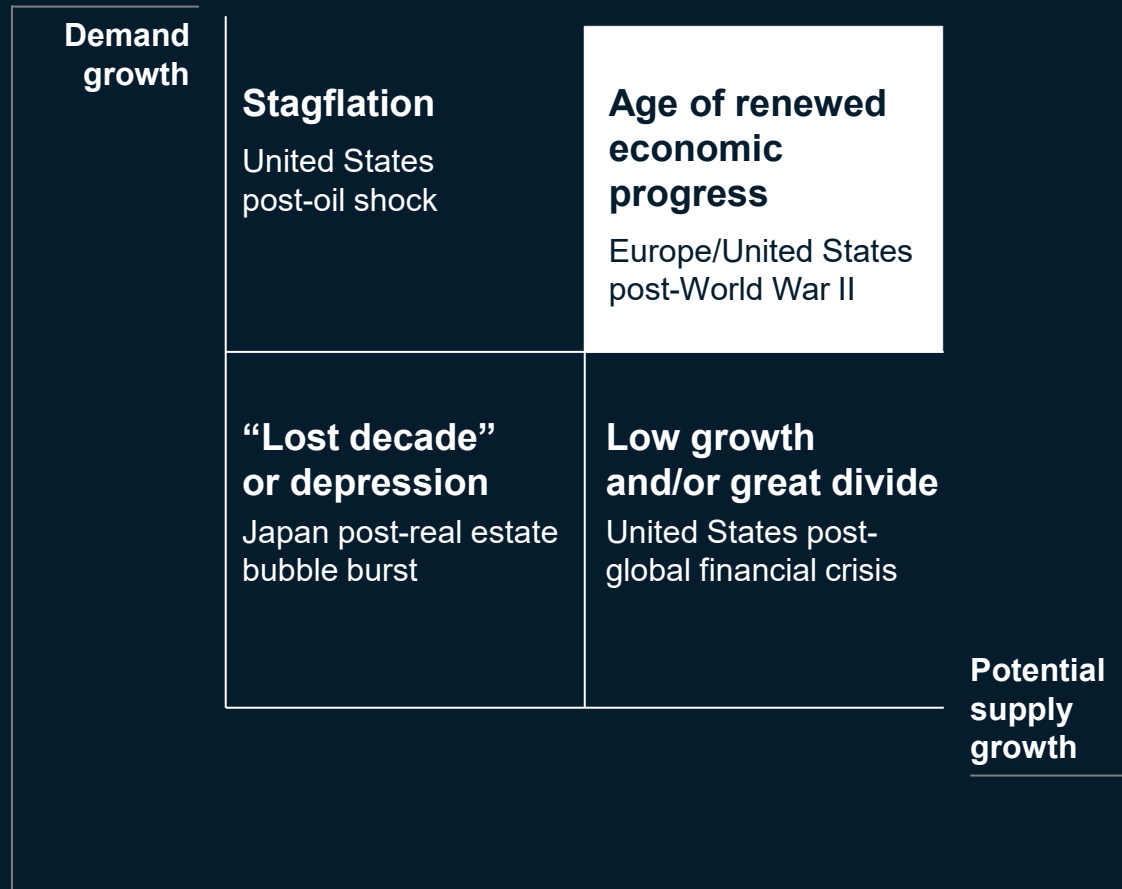 Demand
growth
Stagflation
United States
post-oil shock
Age of renewed
economic
progress
Europe/United States
post-World War II
“Lost decade”
or depression
Japan post-real estate
bubble burst
Low growth
and/or great divide
United States post-
global financial crisis
Potential
supply
growth